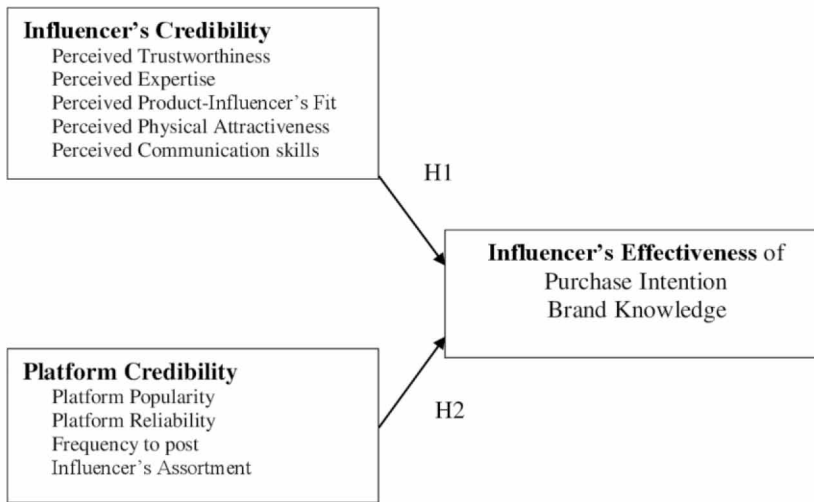 Influencer's Credibility
Perceived Trustworthiness
Perceived Expertise
Perceived Product-Influencer's Fit
Perceived Physical Attractiveness
Perceived Communication skills
H1
Influencer's Effectiveness of
Purchase Intention
Brand Knowledge
Platform Credibility
Platform Popularity
Platform Reliability
Frequency to post
Influencer's Assortment
H2